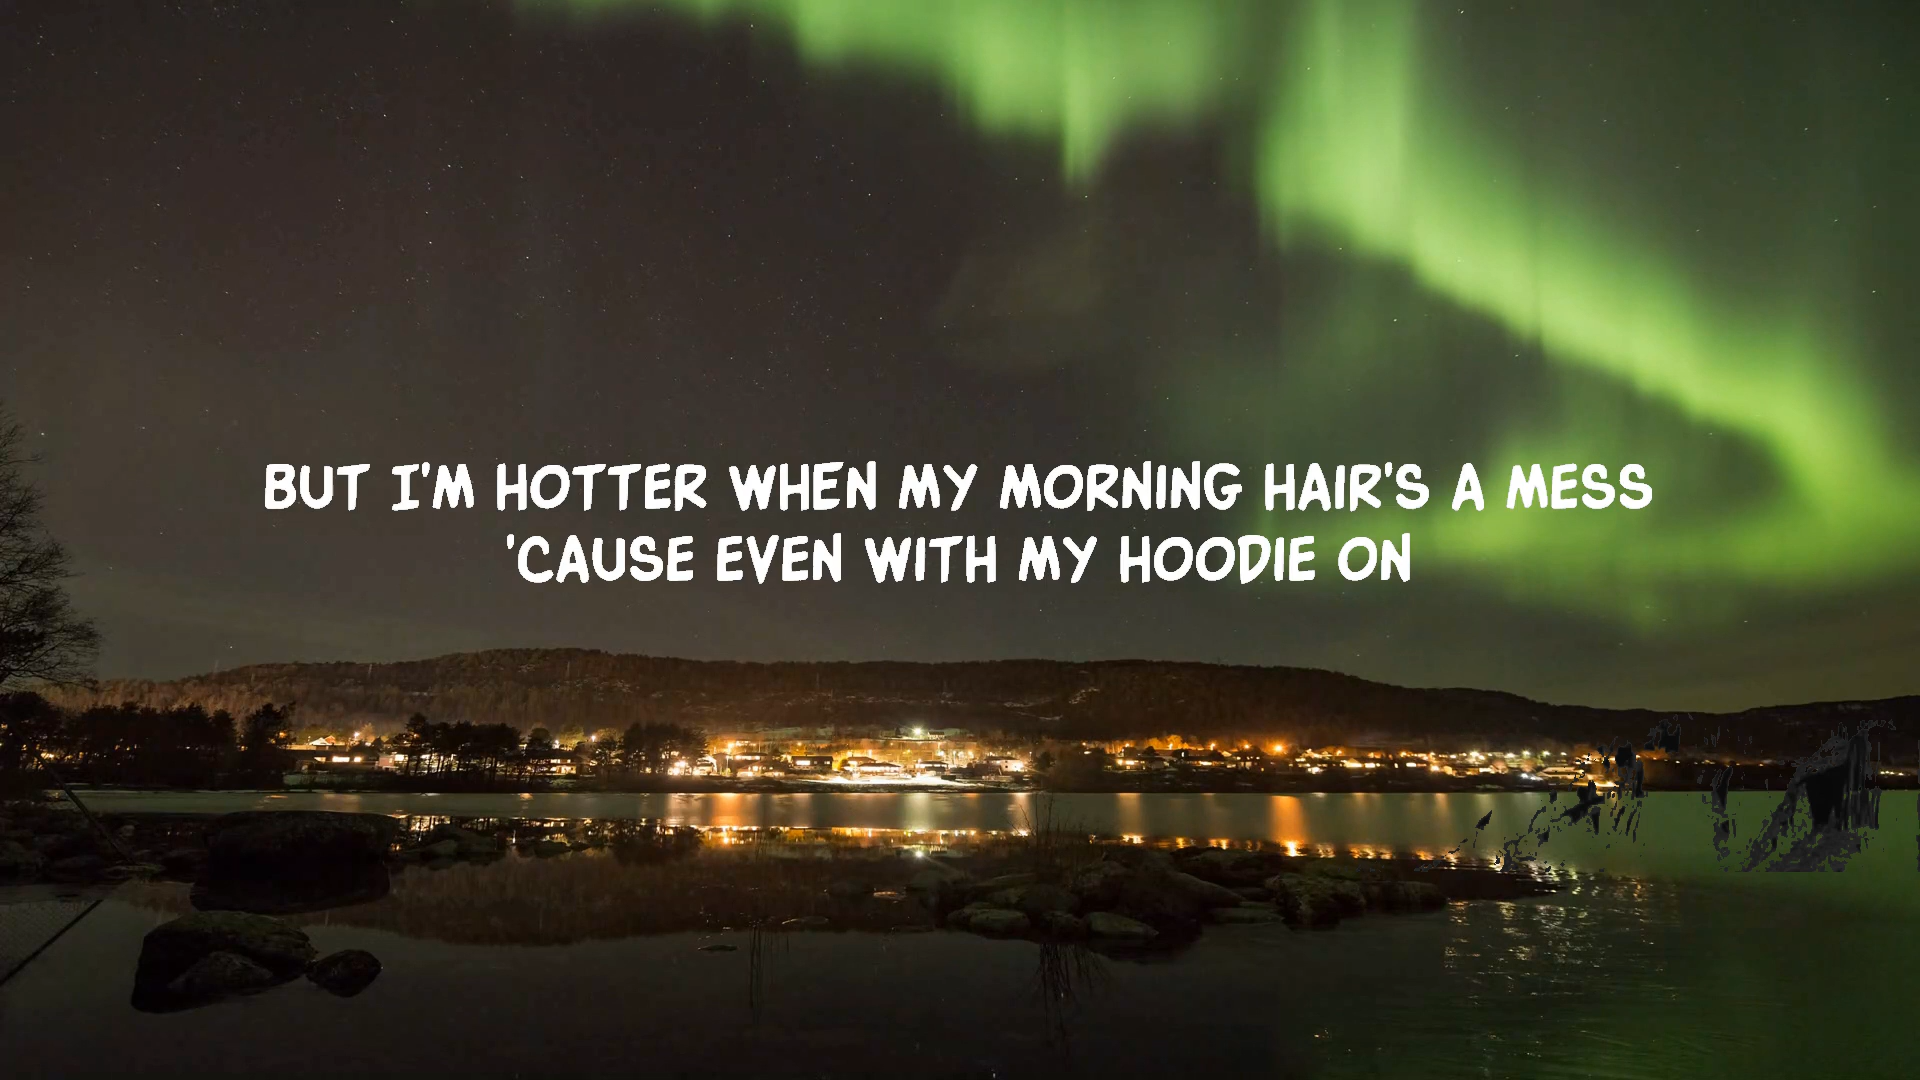 BUT I'M HOTTER WHEN MY MORNING HAIR'S A MESS
'CAUSE EVEN WITH MY HOODIE ON